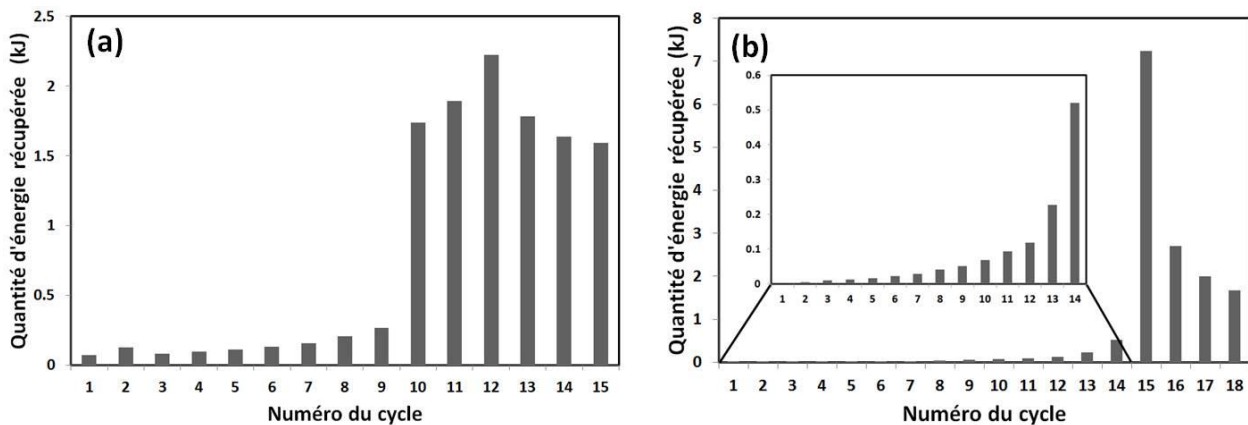 (a)
Quantité d'énergie récupérée (kJ)
2.5
2
1.5
1
0.5
0
1 2 3 4 5 6 7 8 9 10 11 12 13 14 15
Numéro du cycle
(b)
Quantité d'énergie récupérée (kJ)
8
7
6
5
4
3
2
1
0
0.6
0.5
0.4
0.3
0.2
0.1
0
1 2 3 4 5 6 7 8 9 10 11 12 13 14
1 2 3 4 5 6 7 8 9 10 11 12 13 14 15 16 17 18
Numéro du cycle